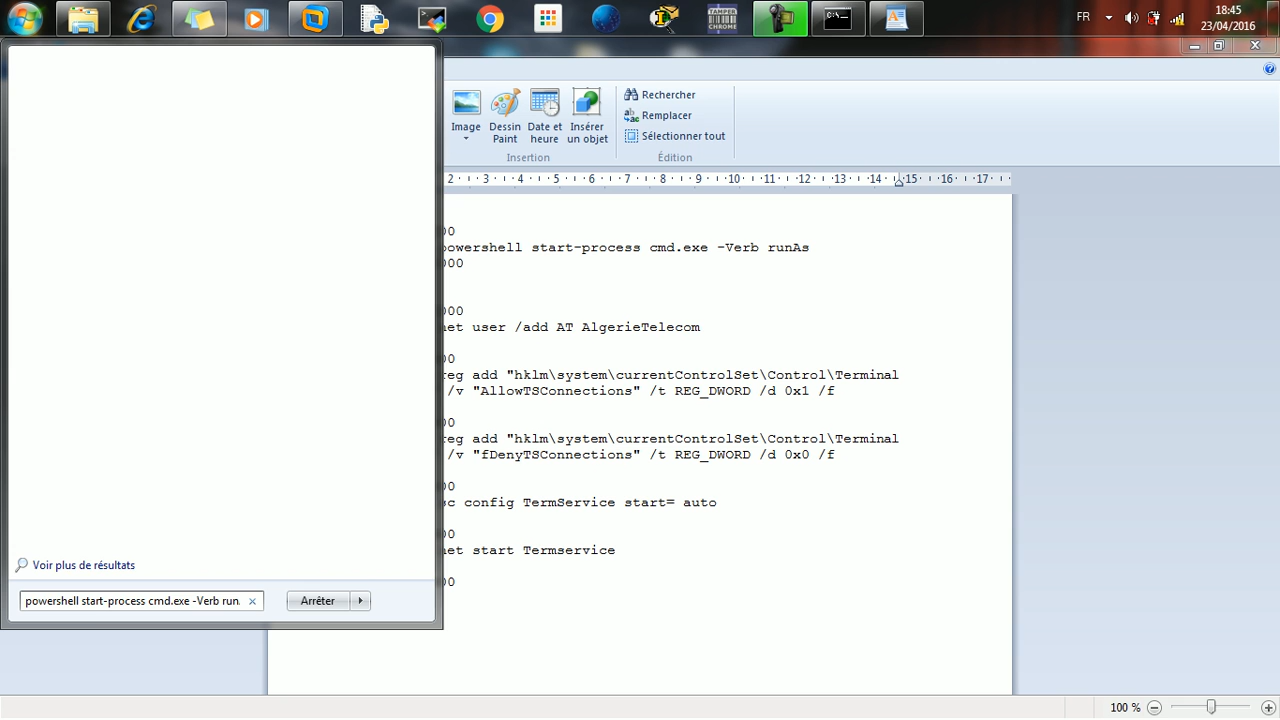 FR
18:45
23/04/2016
TAMPER
CHROME
Image
Dessin
Paint
Date et
heure
Insérer
un objet
Insertion
Rechercher
Remplacer
Sélectionner tout
Édition
2 3 4 5 6 7 8 9 10 11 12 13 14 15 16 17
00
powershell start-process cmd.exe -Verb runAs
000
000
net user /add AT AlgerieTelecom
00
reg add "hklm\system\currentControlSet\Control\Terminal
/v "AllowTSConnections" /t REG_DWORD /d 0x1 /f
00
reg add "hklm\system\currentControlSet\Control\Terminal
/v "fDenyTSConnections" /t REG_DWORD /d 0x0 /f
00
sc config TermService start= auto
00
net start Termservice
00
Voir plus de résultats
powershell start-process cmd.exe -Verb run
Arrêter
100 %